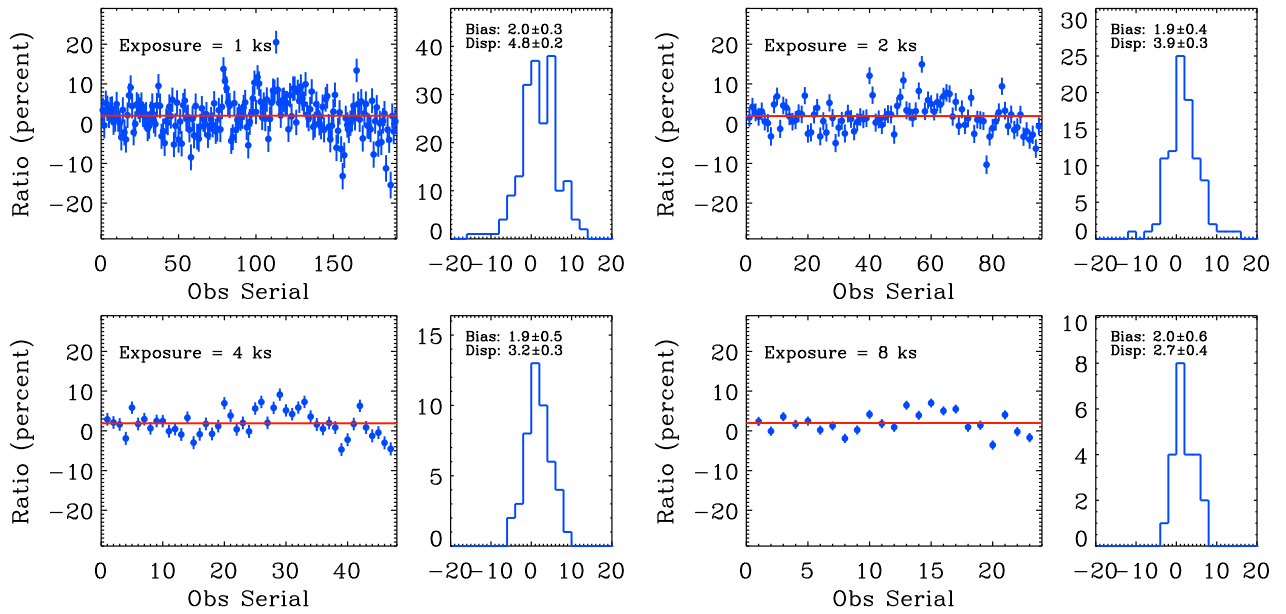 Exposure = 1 ks
Ratio (percent)
20
10
0
−10
−20
0 50 100 150
Obs Serial
Bias: 2.0±0.3
Disp: 4.8±0.2
40
30
20
10
0
−20 −10 0 10 20
Exposure = 2 ks
Ratio (percent)
20
10
0
−10
−20
0 20 40 60 80
Obs Serial
Bias: 1.9±0.4
Disp: 3.9±0.3
30
25
20
15
10
5
0
−20 −10 0 10 20
Exposure = 4 ks
Ratio (percent)
20
10
0
−10
−20
0 10 20 30 40
Obs Serial
Bias: 1.9±0.5
Disp: 3.2±0.3
15
10
5
0
−20 −10 0 10 20
Exposure = 8 ks
Ratio (percent)
20
10
0
−10
−20
0 5 10 15 20
Obs Serial
Bias: 2.0±0.6
Disp: 2.7±0.4
10
8
6
4
2
0
−20 −10 0 10 20